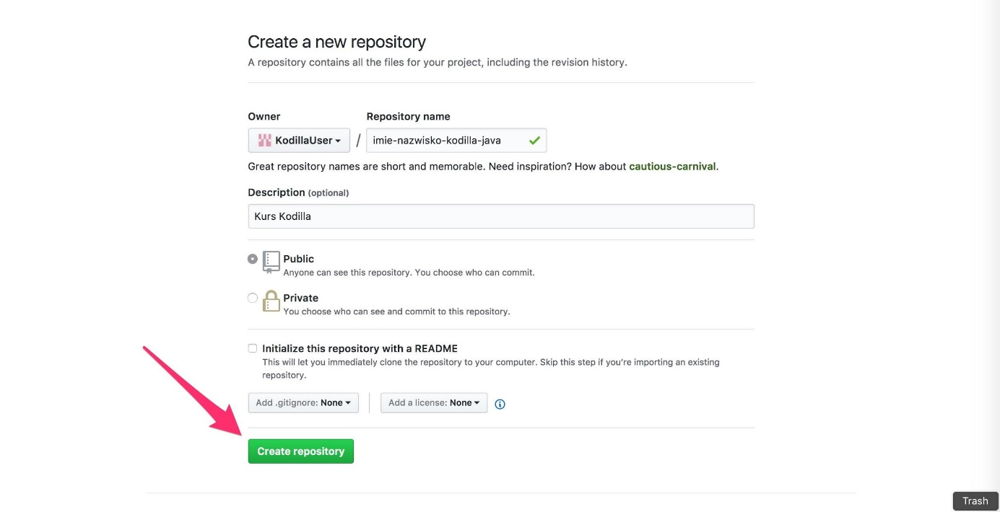 Create a new repository
A repository contains all the files for your project, including the revision history.
Owner Repository name
KodillaUser / imie-nazwisko-kodilla-java
Great repository names are short and memorable. Need inspiration? How about cautious-carnival.
Description (optional)
Kurs Kodilla
Public
Anyone can see this repository. You choose who can commit.
Private
You choose who can see and commit to this repository.
Initialize this repository with a README
This will let you immediately clone the repository to your computer. Skip this step if you’re importing an existing
repository.
Add .gitignore: None Add a license: None
Create repository
Trash